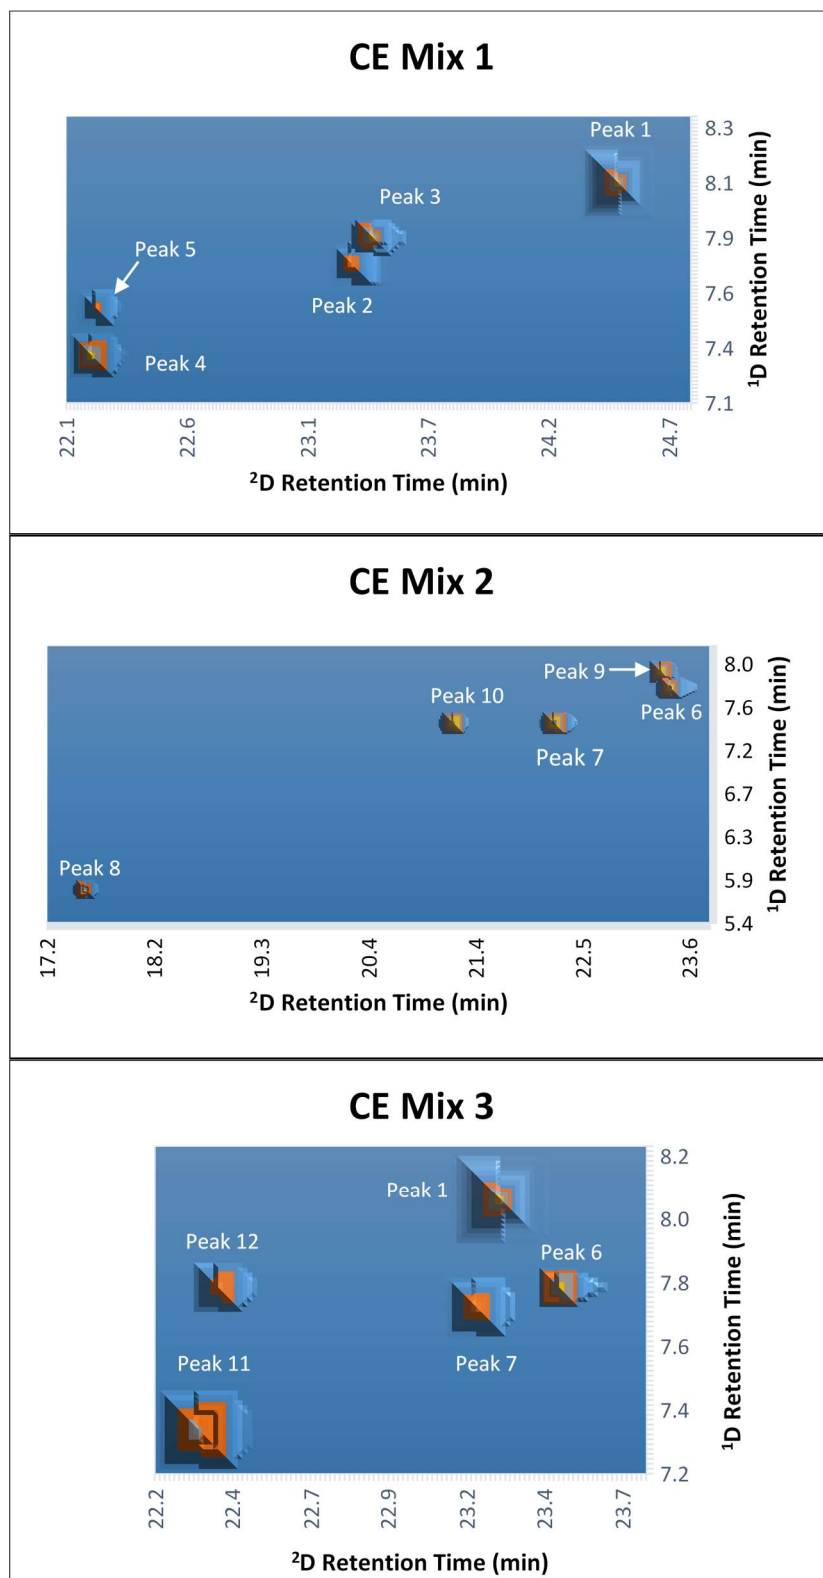 CE Mix 1
Peak 1
Peak 3
Peak 5
Peak 2
Peak 4
8.3
8.1
7.9
7.6
7.4
7.1
¹D Retention Time (min)
22.1
22.6
23.1
23.7
24.2
24.7
²D Retention Time (min)
CE Mix 2
Peak 9
Peak 10
Peak 6
Peak 7
Peak 8
8.0
7.6
7.2
6.7
6.3
5.9
5.4
¹D Retention Time (min)
17.2
18.2
19.3
20.4
21.4
22.5
23.6
²D Retention Time (min)
CE Mix 3
Peak 1
Peak 12
Peak 6
Peak 11
Peak 7
8.2
8.0
7.8
7.6
7.4
7.2
¹D Retention Time (min)
22.2
22.4
22.7
22.9
23.2
23.4
23.7
²D Retention Time (min)